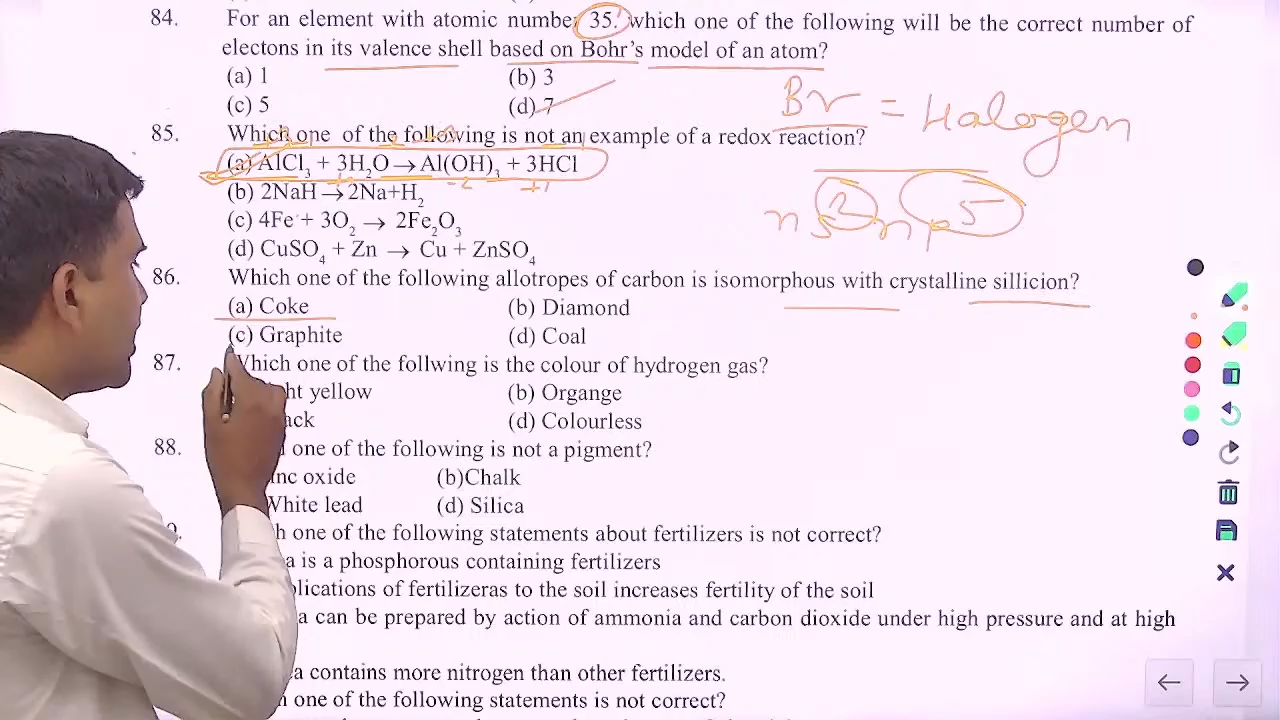 84. For an element with atomic number 35. which one of the following will be the correct number of
electons in its valence shell based on Bohr's model of an atom?
(a) 1 (b) 3
(c) 5 (d) 7
Br = Halogen
85. Which one of the following is not an example of a redox reaction?
(a) AlCl3 + 3H2O → Al(OH)3 + 3HCl
(b) 2NaH → 2Na+H2
(c) 4Fe + 3O2 → 2Fe2O3
(d) CuSO4 + Zn → Cu + ZnSO4
ns2 np5
86. Which one of the following allotropes of carbon is isomorphous with crystalline sillicion?
(a) Coke (b) Diamond
(c) Graphite (d) Coal
87. Which one of the follwing is the colour of hydrogen gas?
ht yellow (b) Organge
ack (d) Colourless
88. one of the following is not a pigment?
nc oxide (b)Chalk
White lead (d) Silica
one of the following statements about fertilizers is not correct?
a is a phosphorous containing fertilizers
plications of fertilizeras to the soil increases fertility of the soil
a can be prepared by action of ammonia and carbon dioxide under high pressure and at high
a contains more nitrogen than other fertilizers.
one of the following statements is not correct?